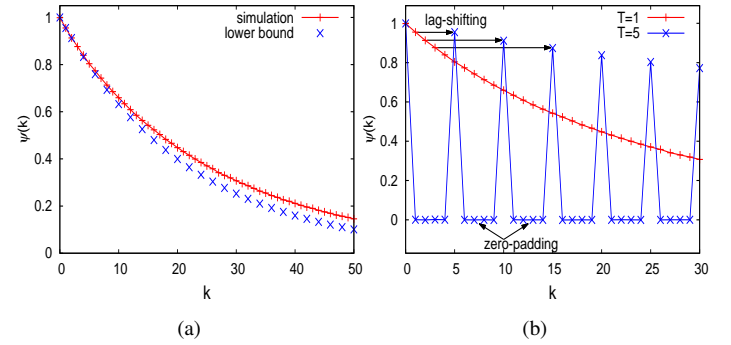 simulation
lower bound
1
0.8
0.6
0.4
0.2
0
ψ(k)
0 10 20 30 40 50
k
(a)
lag-shifting
T=1
T=5
1
0.8
0.6
0.4
0.2
0
ψ(k)
zero-padding
0 5 10 15 20 25 30
k
(b)